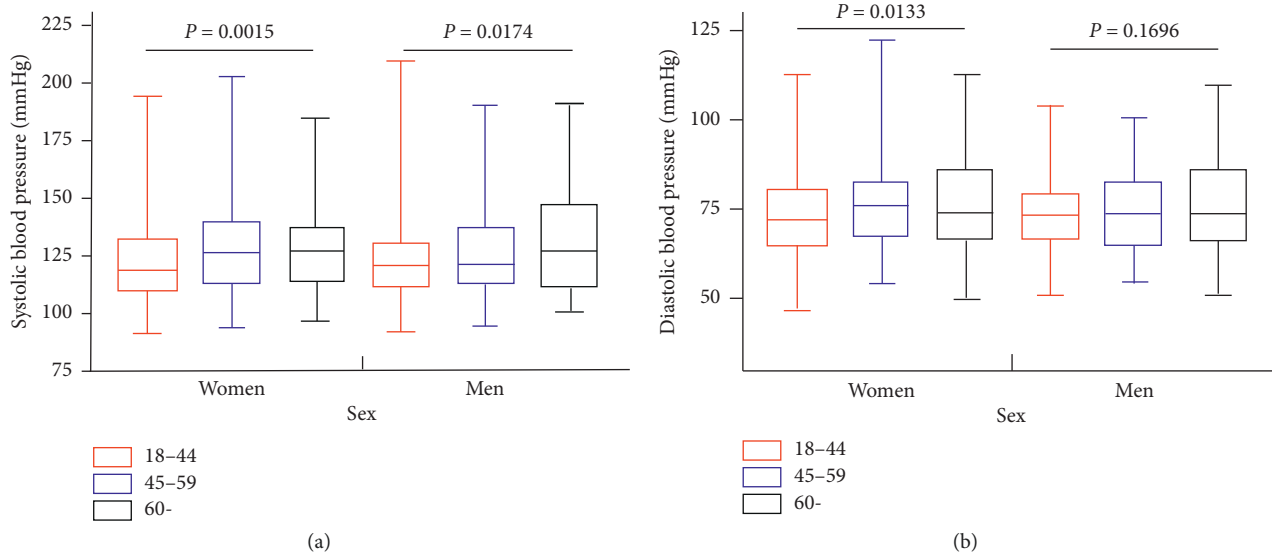 Systolic blood pressure (mmHg)
225
200
175
150
125
100
75
P = 0.0015
P = 0.0174
Women
Men
Sex
18–44
45–59
60-
(a)
Diastolic blood pressure (mmHg)
125
100
75
50
P = 0.0133
P = 0.1696
Women
Men
Sex
18–44
45–59
60-
(b)